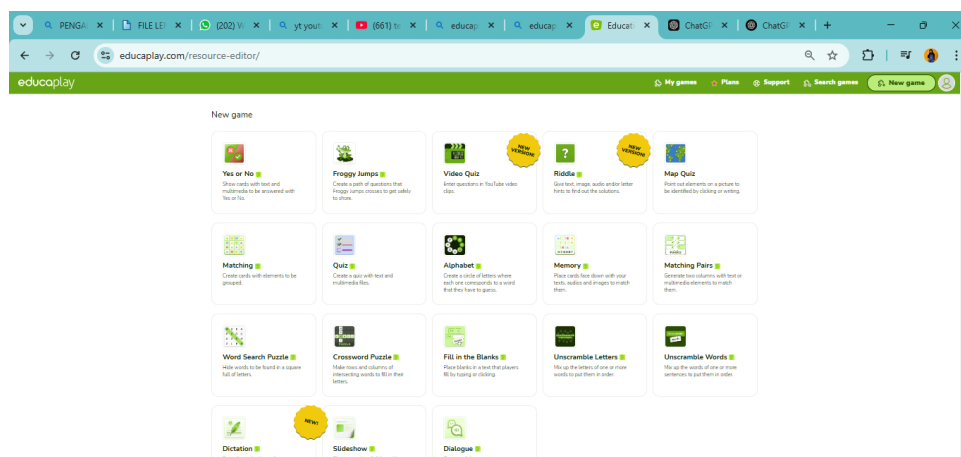 PENGA
FILE LE
(202) W
yt yout
(661) te
educap
educap
Educat
ChatGP
ChatGP
educaplay.com/resource-editor/
educaplay
My games
Plans
Support
Search games
New game
New game
Yes or No
Show cards with text and
multimedia to be answered with
Yes or No.
Froggy Jumps
Create a path of questions that
Froggy Jumps crosses to get safely
to shore.
NEW
VERSION!
Video Quiz
Enter questions in YouTube video
clips.
NEW
VERSION!
Riddle
Give text, image, audio and/or letter
hints to find out the solutions.
Map Quiz
Point out elements on a picture to
be identified by clicking or writing.
Matching
Create cards with elements to be
grouped.
Quiz
Create a quiz with text and
multimedia files.
Alphabet
Create a circle of letters where
each one corresponds to a word
that they have to guess.
Memory
Place cards face down with your
texts, audios and images to match
them.
Matching Pairs
Generate two columns with text or
multimedia elements to match
them.
Word Search Puzzle
Hide words to be found in a square
full of letters.
Crossword Puzzle
Make rows and columns of
intersecting words to fill in their
letters.
Fill in the Blanks
Place blanks in a text that players
fill by typing or clicking.
Unscramble Letters
Mix up the letters of one or more
words to put them in order.
Unscramble Words
Mix up the words of one or more
sentences to put them in order.
NEW!
Dictation
Slideshow
Dialogue